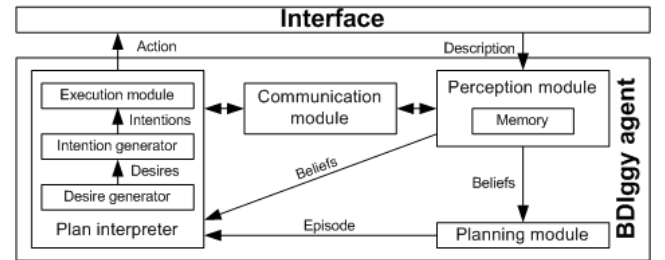 Interface
Action
Description
Execution module
Intentions
Intention generator
Desires
Desire generator
Plan interpreter
Communication
module
Perception module
Memory
Beliefs
Beliefs
Episode
Planning module
BDIggy agent